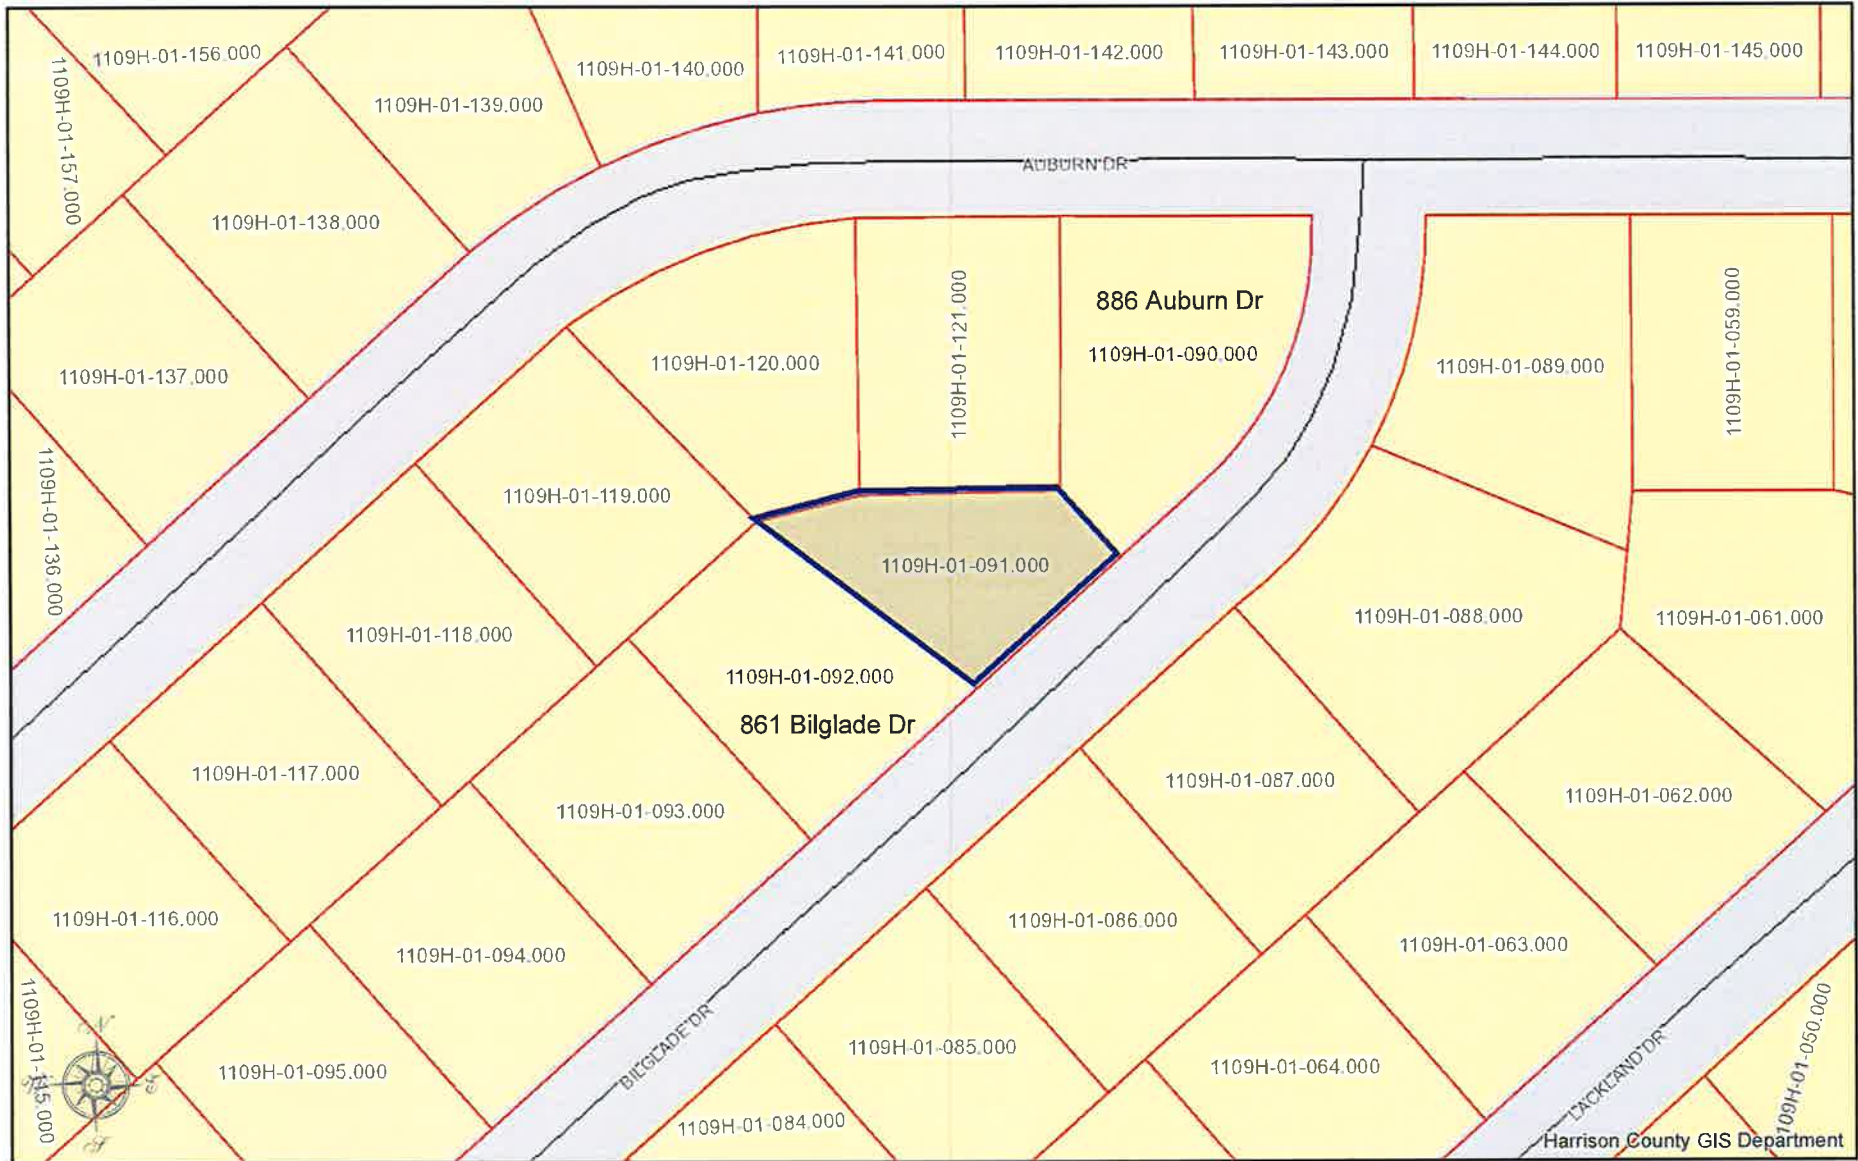 1109H-01-156.000
1109H-01-139.000
1109H-01-140.000
1109H-01-141.000
1109H-01-142.000
1109H-01-143.000
1109H-01-144.000
1109H-01-145.000
1109H-01-157.000
1109H-01-138.000
AUBURN DR
1109H-01-137.000
1109H-01-120.000
1109H-01-121.000
886 Auburn Dr
1109H-01-090.000
1109H-01-089.000
1109H-01-059.000
1109H-01-136.000
1109H-01-119.000
1109H-01-091.000
1109H-01-118.000
1109H-01-092.000
861 Bilglade Dr
1109H-01-088.000
1109H-01-061.000
1109H-01-117.000
1109H-01-093.000
1109H-01-087.000
1109H-01-062.000
1109H-01-116.000
1109H-01-094.000
1109H-01-086.000
1109H-01-063.000
1109H-01-115.000
N
E
S
1109H-01-095.000
BILGLADE DR
1109H-01-085.000
1109H-01-084.000
1109H-01-064.000
LACKLAND DR
1109H-01-050.000
Harrison County GIS Department